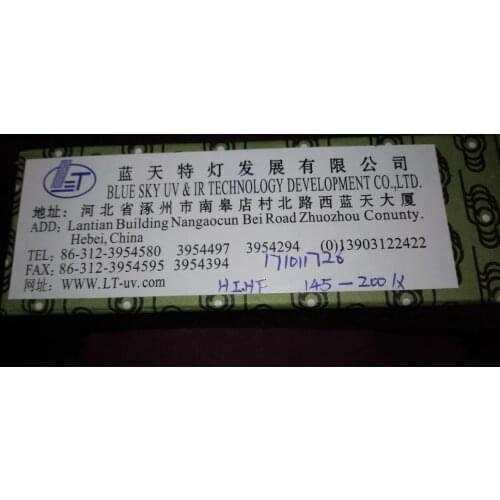 LT
蓝天特灯发展有限公司
BLUE SKY UV & IR TECHNOLOGY DEVELOPMENT CO.,LTD.
地址: 河北省涿州市南皋店村北路西蓝天大厦
ADD: Lantian Building Nangaocun Bei Road Zhuozhou Conunty.
Hebei, China
TEL: 86-312-3954580 3954497 3954294 (0)13903122422
FAX: 86-312-3954595 3954394 171011728
网址: WWW.LT-uv.com HIHF 145-200